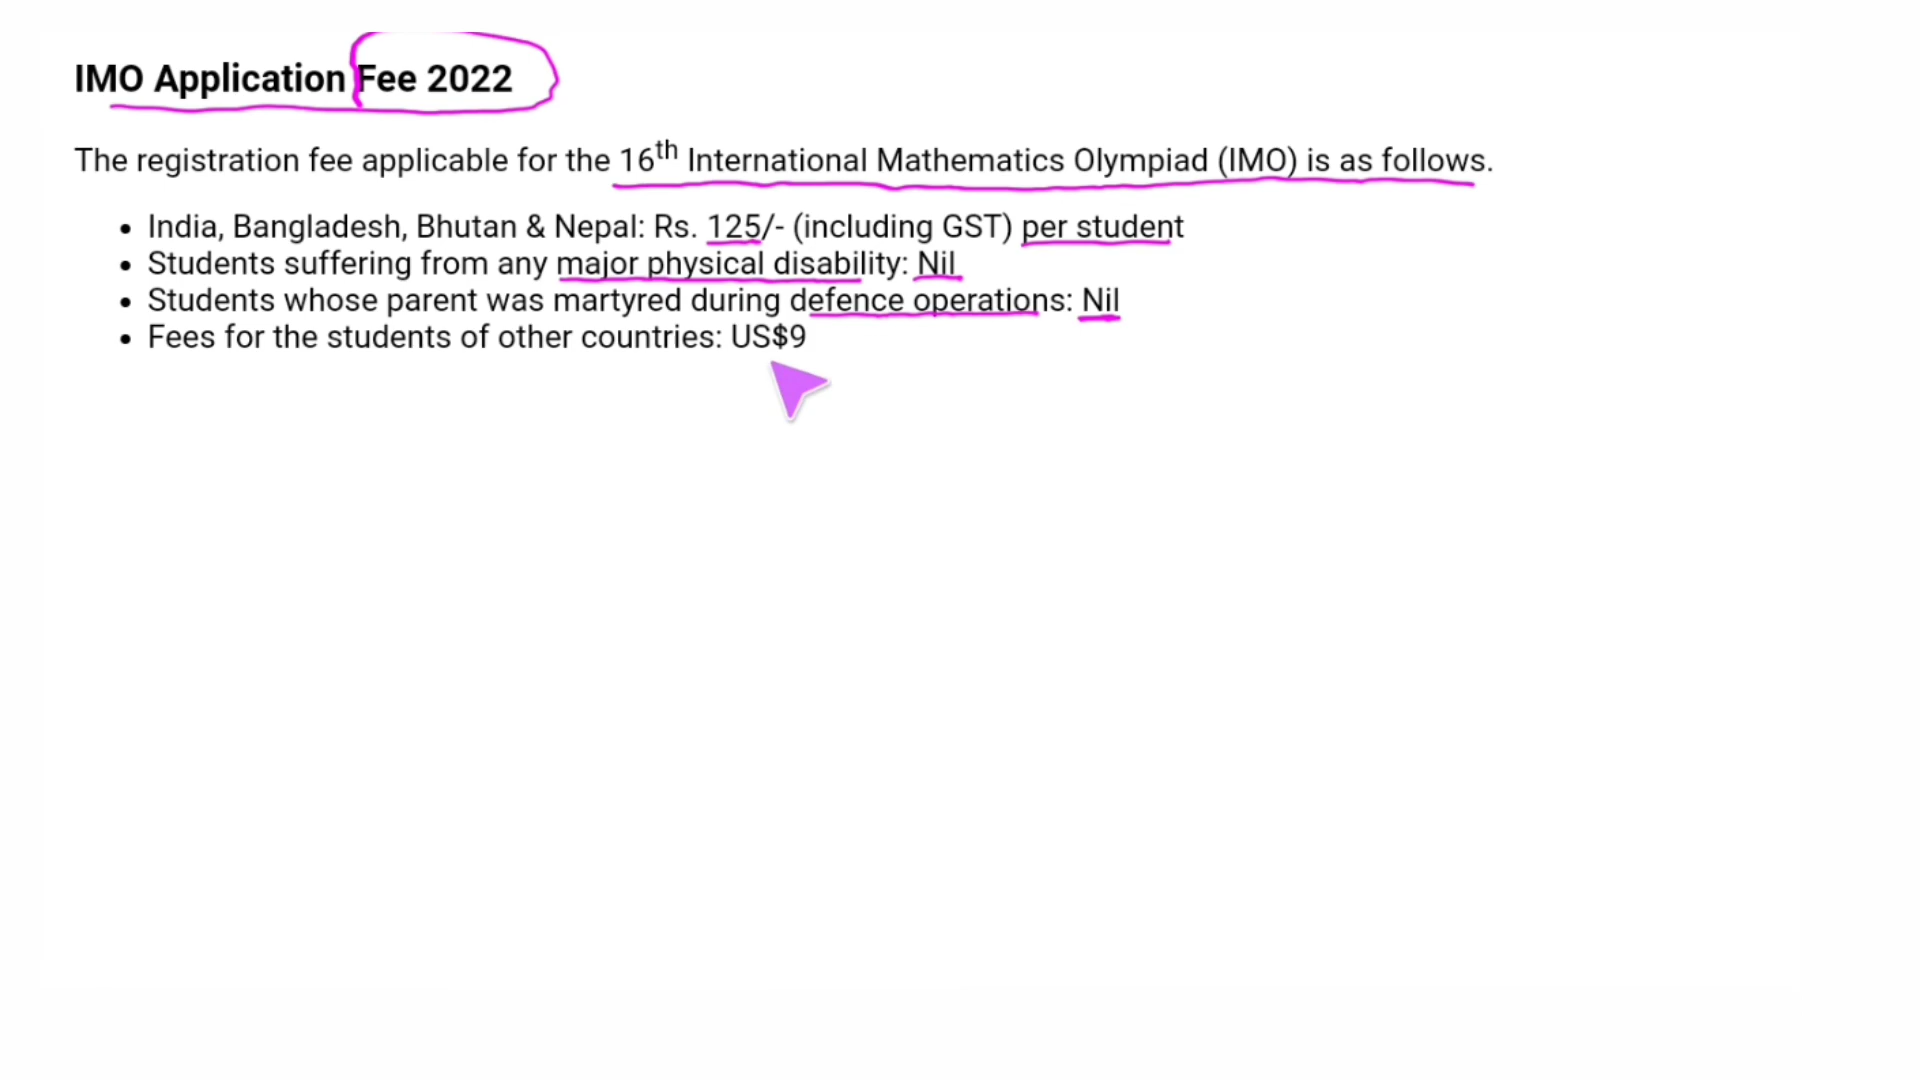 IMO Application Fee 2022
The registration fee applicable for the 16th International Mathematics Olympiad (IMO) is as follows.
• India, Bangladesh, Bhutan & Nepal: Rs. 125/- (including GST) per student
• Students suffering from any major physical disability: Nil
• Students whose parent was martyred during defence operations: Nil
• Fees for the students of other countries: US$9